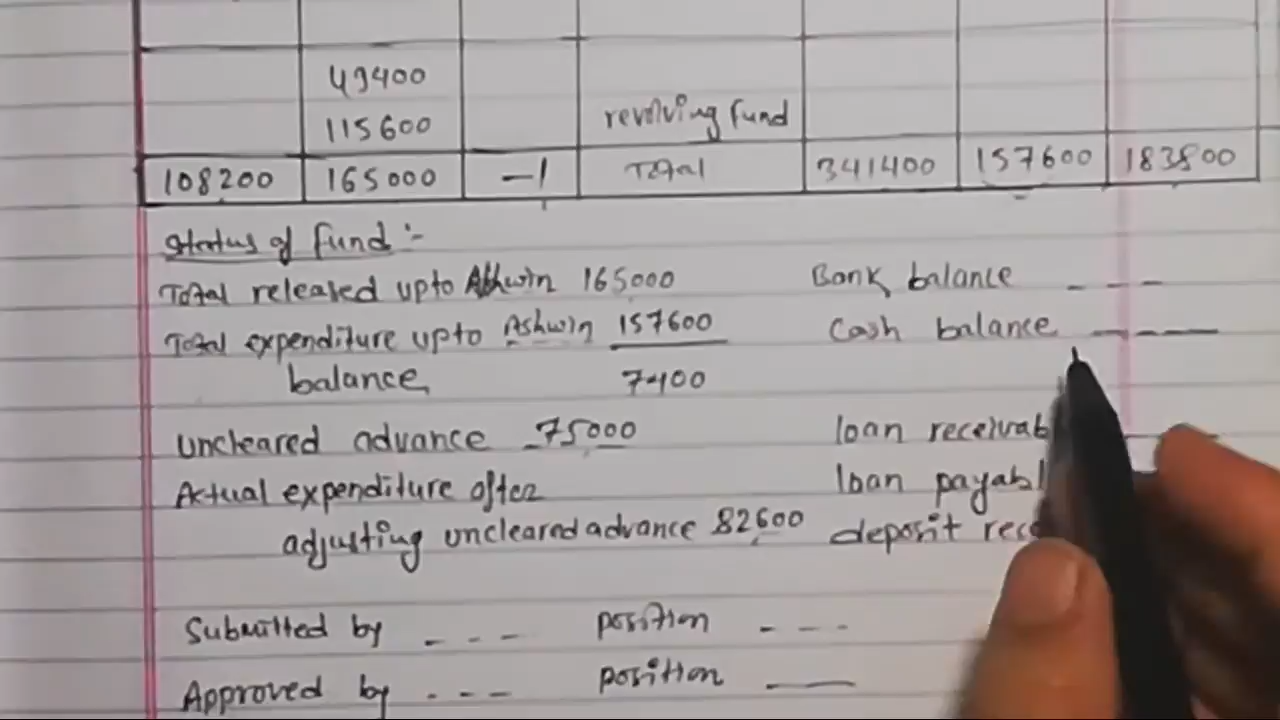 49400
115600 revolving fund
108200 165000 —1 Total 341400 157600 183800
Status of fund :-
Total released upto Ashwin 165000 Bank balance - - -
Total expenditure upto Ashwin 157600 Cash balance — — —
balance 7400
uncleared advance 75000 loan
Actual expenditure after loan
adjusting uncleared advance 82600 deposit
Submitted by - - - position - - -
Approved by - - - position ——